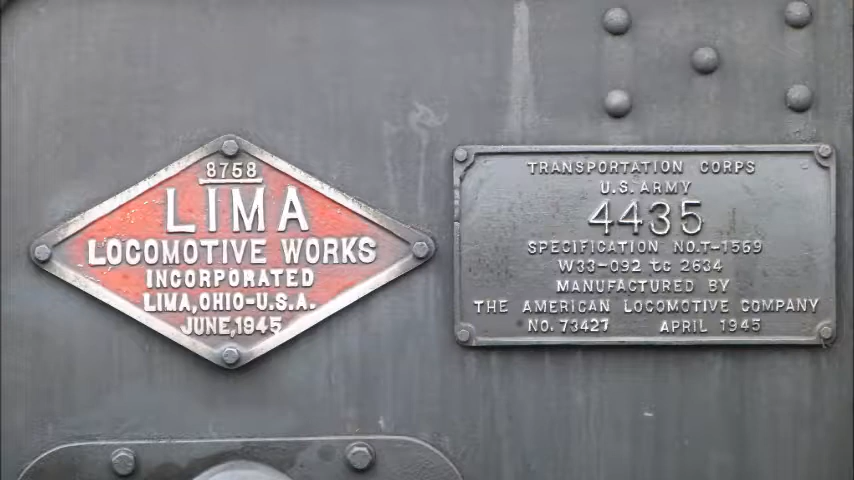 8758
LIMA
LOCOMOTIVE WORKS
INCORPORATED
LIMA, OHIO-U.S.A.
JUNE, 1945
TRANSPORTATION CORPS
U.S. ARMY
4435
SPECIFICATION NO. T-1569
W33-092 tc 2634
MANUFACTURED BY
THE AMERICAN LOCOMOTIVE COMPANY
NO. 73427 APRIL 1945